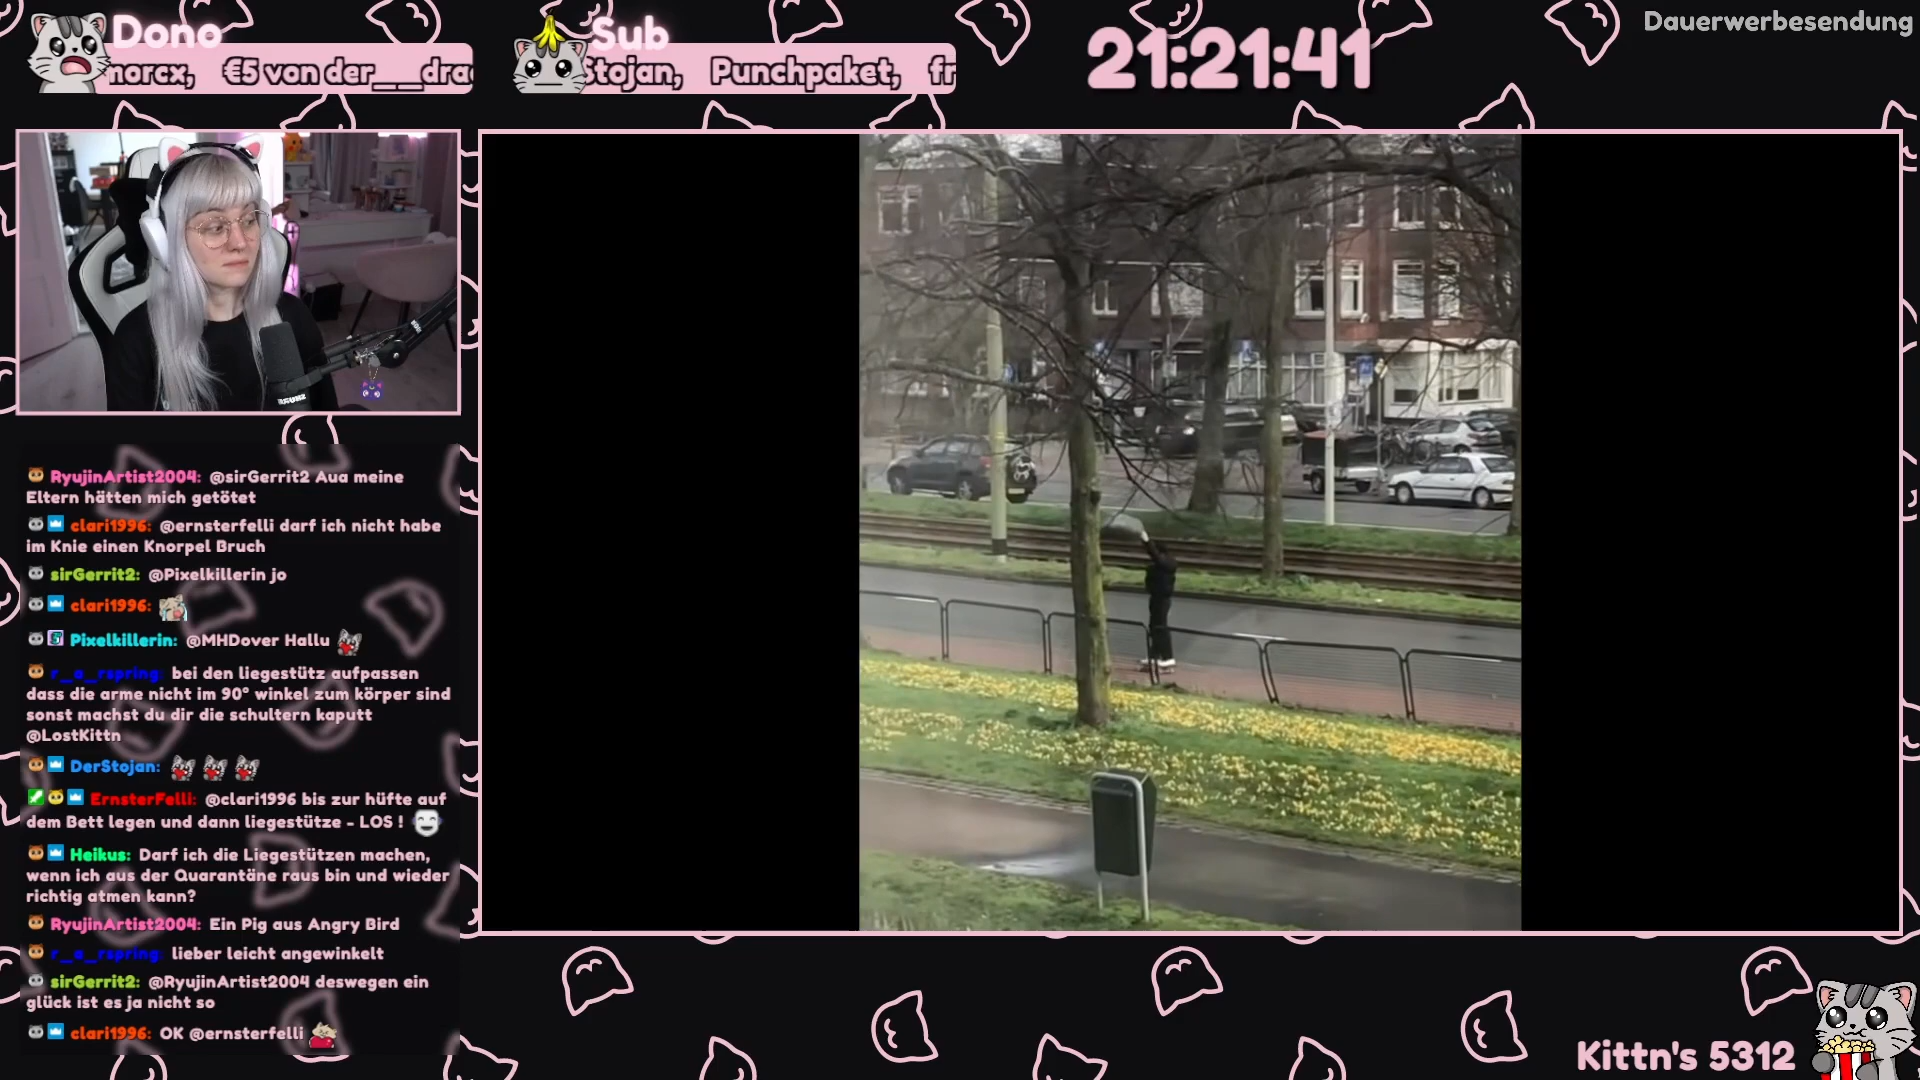 Dono
norcx, €5 von der__drac
Sub
Stojan, Punchpaket, fr
21:21:41
Dauerwerbesendung
RyujinArtist2004: @sirGerrit2 Aua meine
Eltern hätten mich getötet
clari1996: @ernsterfelli darf ich nicht habe
im Knie einen Knorpel Bruch
sirGerrit2: @Pixelkillerin jo
clari1996:
Pixelkillerin: @MHDover Hallu
r_a_rspring: bei den liegestütz aufpassen
dass die arme nicht im 90° winkel zum körper sind
sonst machst du dir die schultern kaputt
@LostKittn
DerStojan:
ErnsterFelli: @clari1996 bis zur hüfte auf
dem Bett legen und dann liegestütze - LOS !
Heikus: Darf ich die Liegestützen machen,
wenn ich aus der Quarantäne raus bin und wieder
richtig atmen kann?
RyujinArtist2004: Ein Pig aus Angry Bird
r_a_rspring: lieber leicht angewinkelt
sirGerrit2: @RyujinArtist2004 deswegen ein
glück ist es ja nicht so
clari1996: OK @ernsterfelli
Kittn's 5312